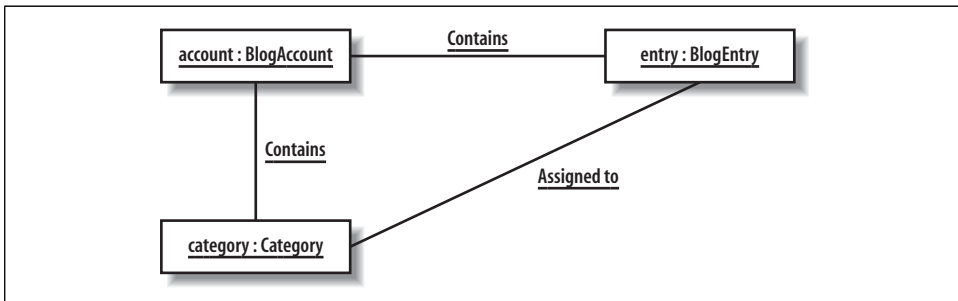 Contains
account : BlogAccount
entry : BlogEntry
Contains
Assigned to
category : Category